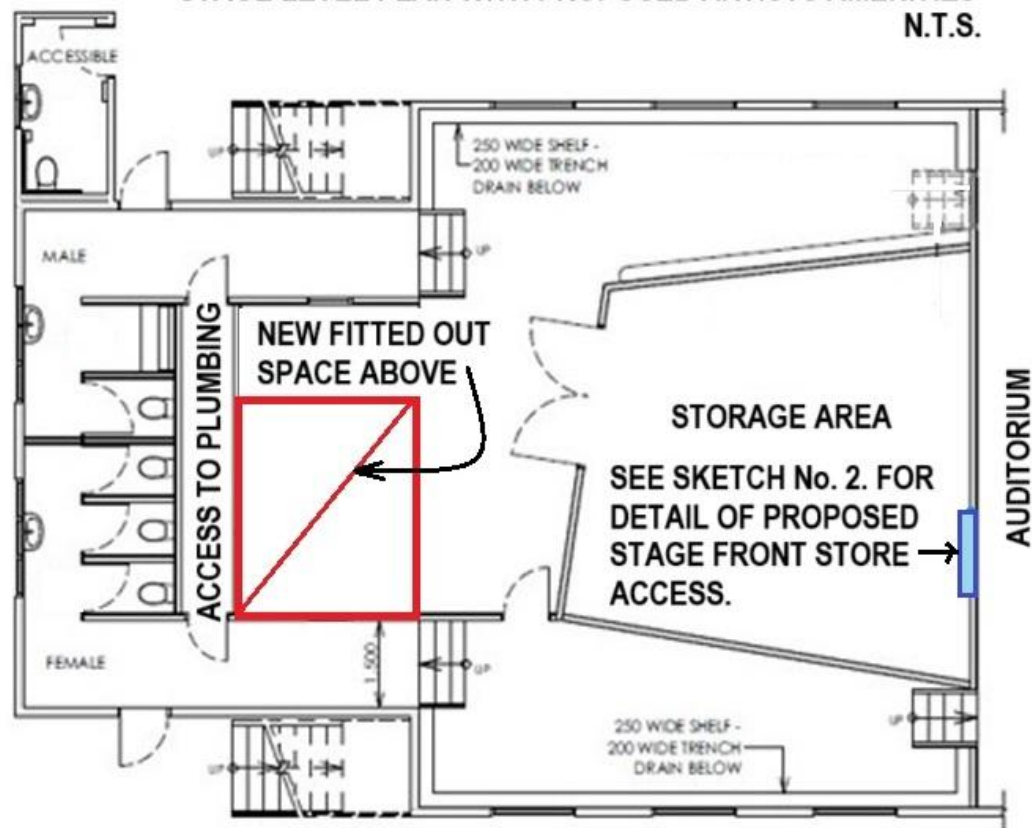 N.T.S.
ACCESSIBLE
UP
250 WIDE SHELF -
200 WIDE TRENCH
DRAIN BELOW
MALE
UP
ACCESS TO PLUMBING
NEW FITTED OUT
SPACE ABOVE
STORAGE AREA
SEE SKETCH No. 2. FOR
DETAIL OF PROPOSED
STAGE FRONT STORE
ACCESS.
AUDITORIUM
FEMALE
1,500
UP
UP
250 WIDE SHELF -
200 WIDE TRENCH
DRAIN BELOW
UP